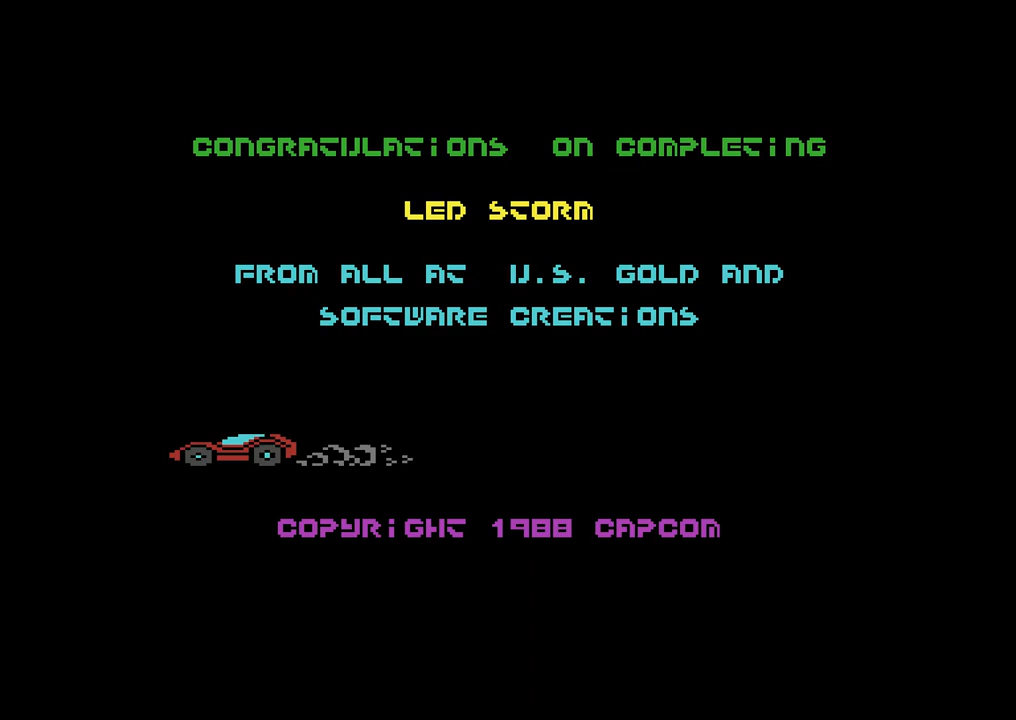 CONGRATULATIONS ON COMPLETING
LED STORM
FROM ALL AT U.S. GOLD AND
SOFTWARE CREATIONS
COPYRIGHT 1988 CAPCOM